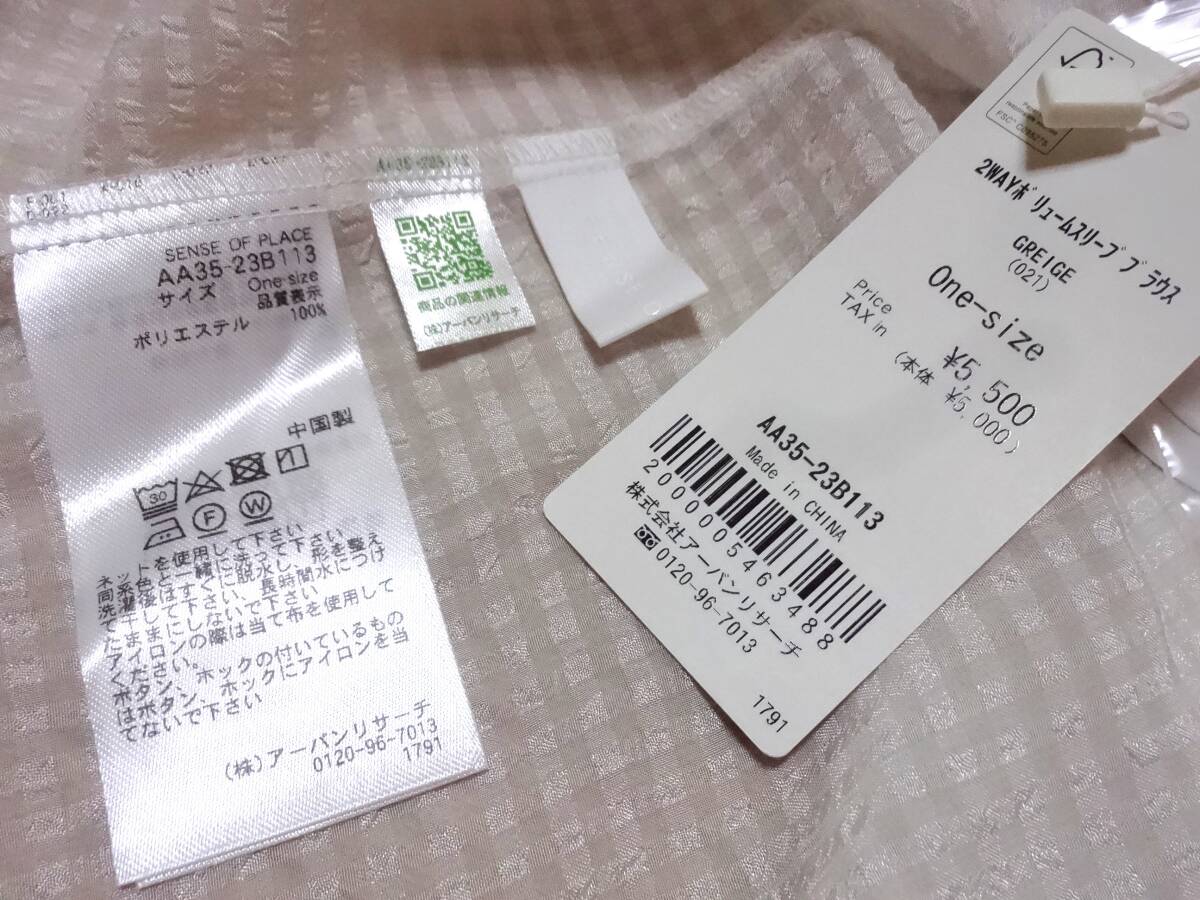 SENSE OF PLACE
AA35-23B113
サイズ One size
品質表示
ポリエステル 100%
中国製
30
1
F W
ネットを使用して下さい
同系色と一緒に洗って下さい
洗濯後はすぐに脱水し、形を整え
て干して下さい、長時間水につけ
たままにしないで下さい
アイロンの際は当て布を使用して
ください。
ボタン、ホックの付いているもの
はボタン、ホックにアイロンを当
てないで下さい
(株)アーバンリサーチ
0120-96-7013
1791
AA35-23B113
商品の関連情報
(株)アーバンリサーチ
2WAYボリュームスリーブブラウス
GREIGE
(021)
One-size
Price
TAX in ¥5,500
(本体 ¥5,000)
AA35-23B113
Made in CHINA
2000005463488
株式会社アーバンリサーチ
0120-96-7013
1791